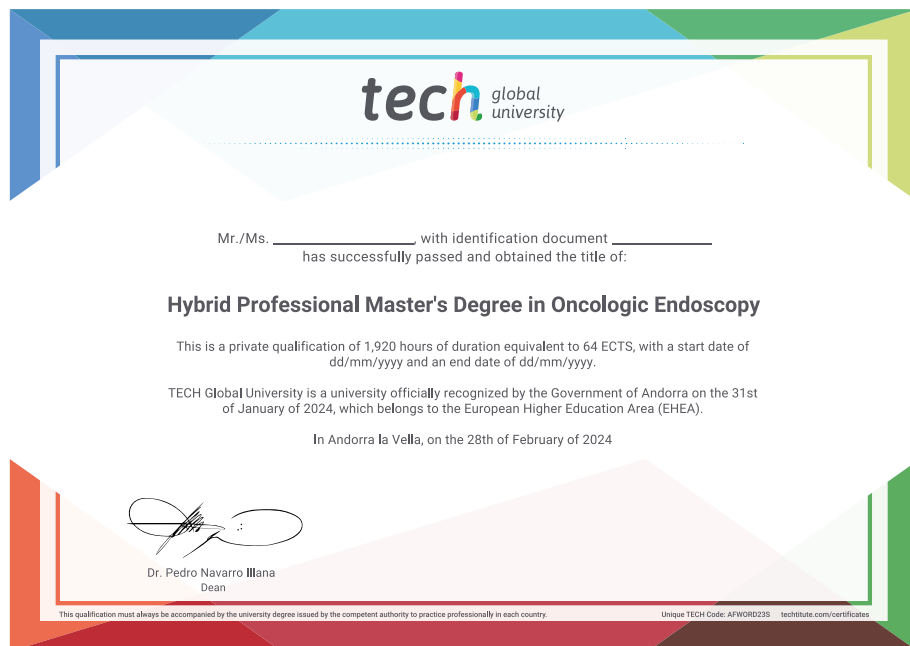 tech global
university
Mr./Ms. ____________, with identification document ____________
has successfully passed and obtained the title of:
Hybrid Professional Master's Degree in Oncologic Endoscopy
This is a private qualification of 1,920 hours of duration equivalent to 64 ECTS, with a start date of
dd/mm/yyyy and an end date of dd/mm/yyyy.
TECH Global University is a university officially recognized by the Government of Andorra on the 31st
of January of 2024, which belongs to the European Higher Education Area (EHEA).
In Andorra la Vella, on the 28th of February of 2024
Dr. Pedro Navarro Illana
Dean
This qualification must always be accompanied by the university degree issued by the competent authority to practice professionally in each country.
Unique TECH Code: AFWORD23S techtitute.com/certificates